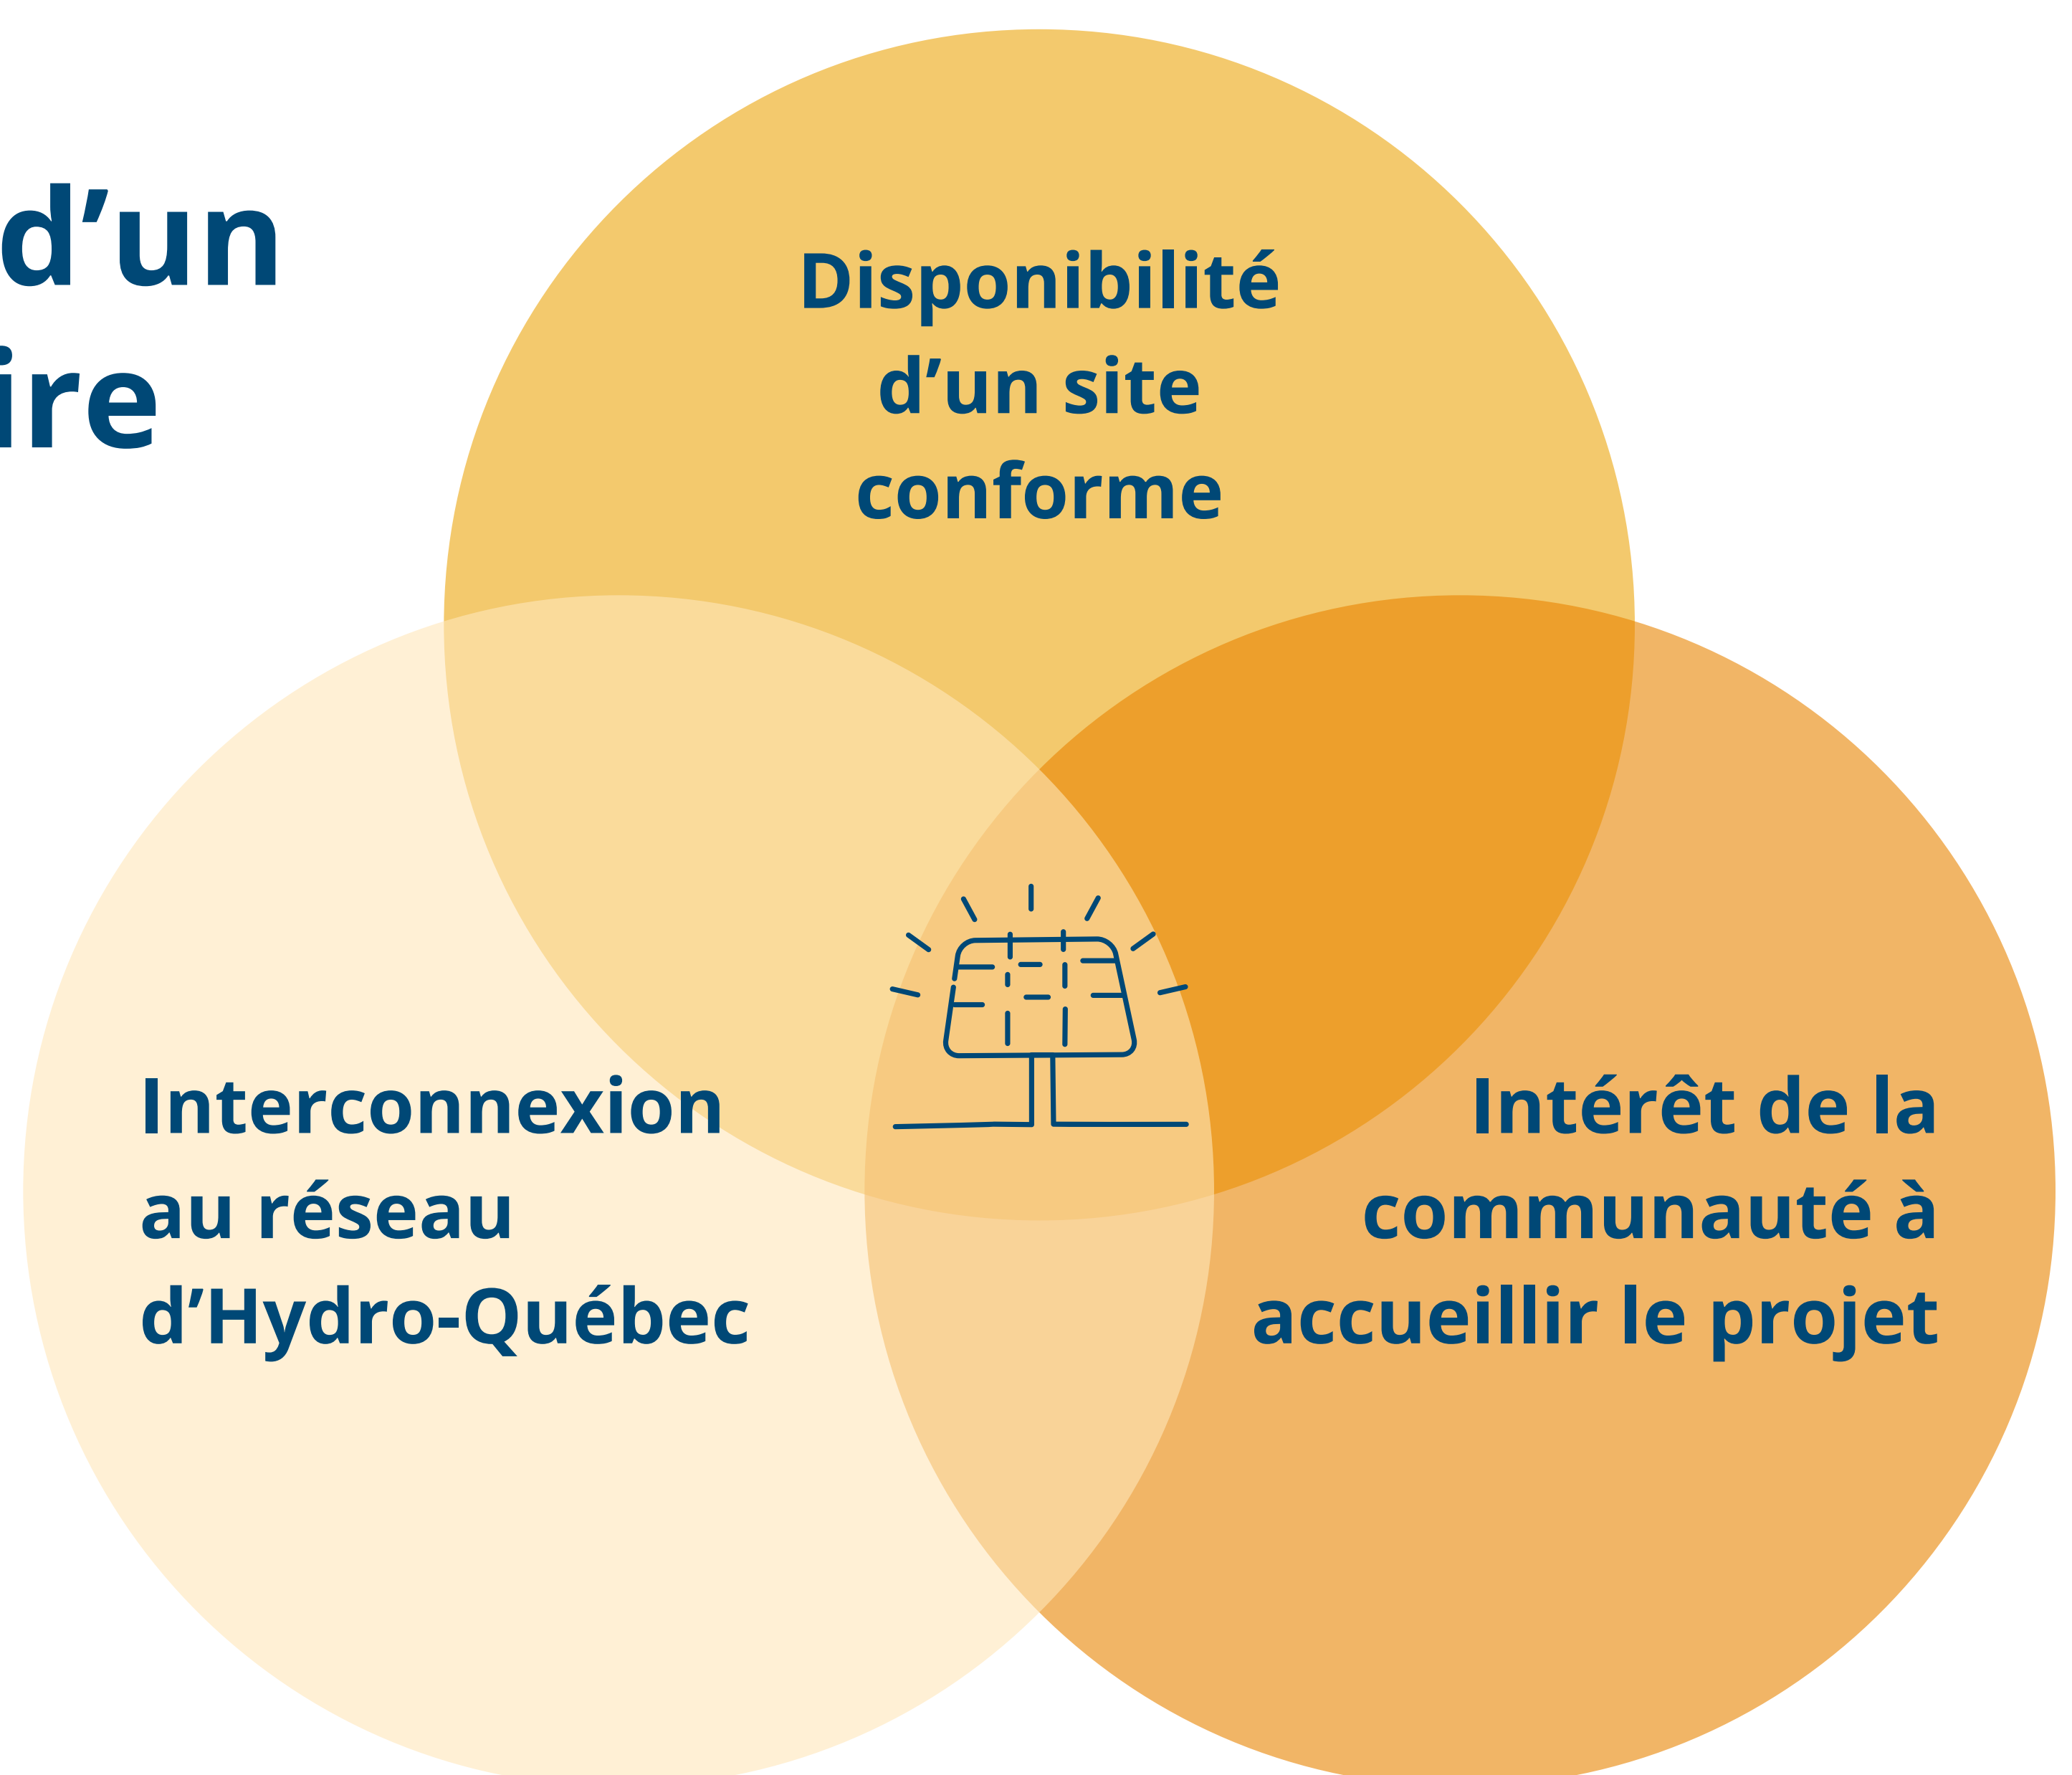 d’un
ire
Disponibilité
d’un site
conforme
Interconnexion
au réseau
d’Hydro-Québec
Intérêt de la
communauté à
accueillir le projet